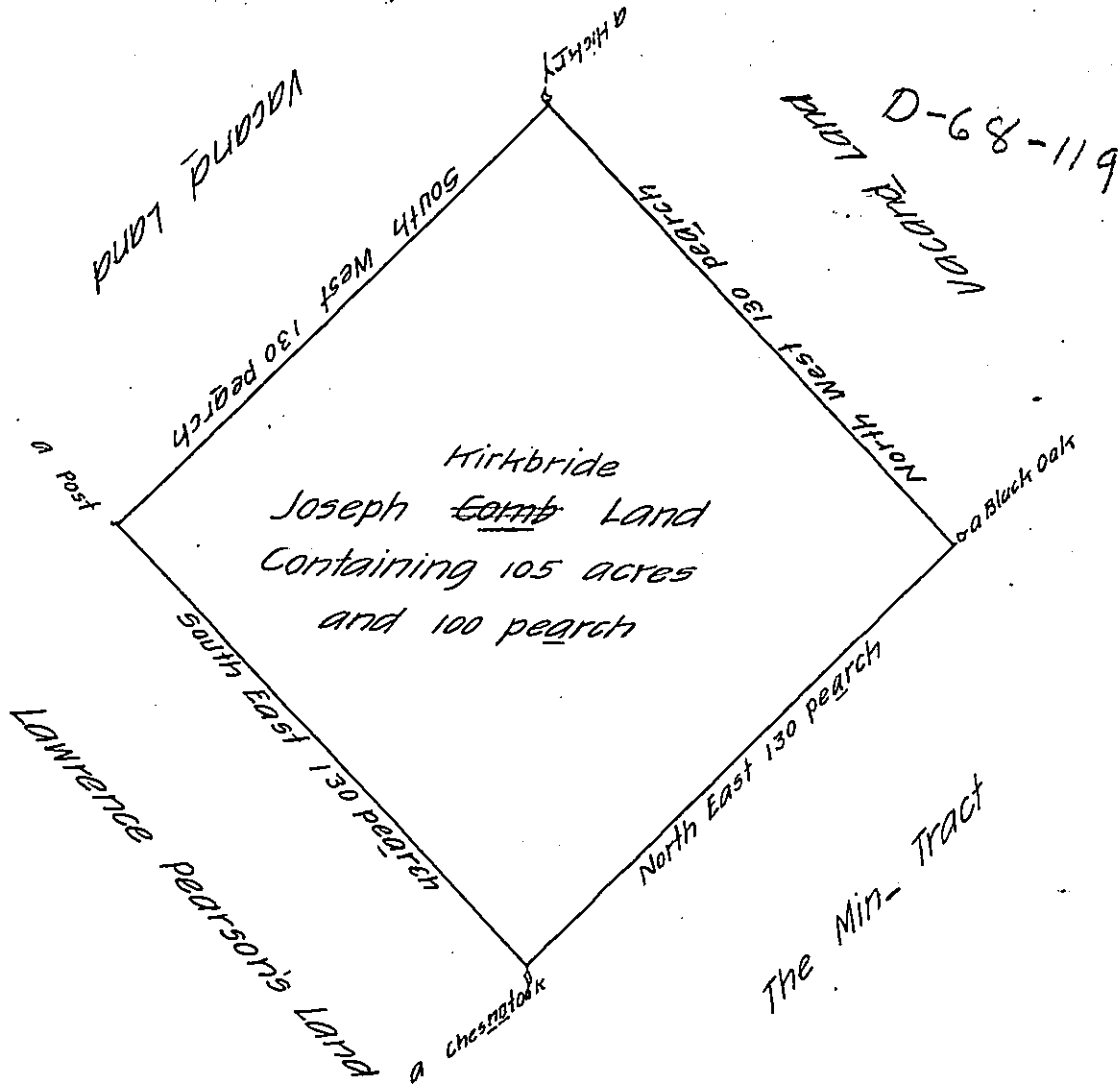 a Hickry
D-68-119
Vacand Land
Vacand Land
South West 130 pearch
North West 130 pearch
a Post
a Black Oak
Kirkbride
Joseph Comb Land
Containing 105 acres
and 100 pearch
South East 130 pearch
North East 130 pearch
Lawrence Pearson's Land
The Min- Tract
a chesnotoak